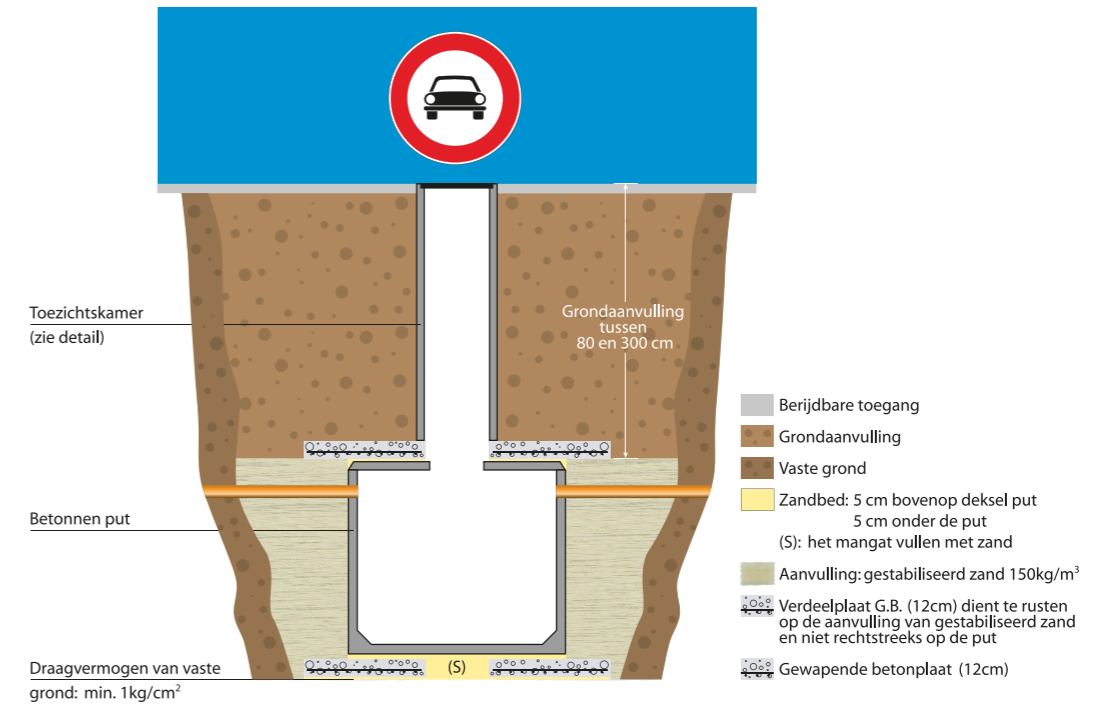 Toezichtskamer
(zie detail)
Grondaanvulling
tussen
80 en 300 cm
Betonnen put
Draagvermogen van vaste
grond: min. 1kg/cm²
(S)
Berijdbare toegang
Grondaanvulling
Vaste grond
Zandbed: 5 cm bovenop deksel put
5 cm onder de put
(S): het mangat vullen met zand
Aanvulling: gestabiliseerd zand 150kg/m³
Verdeelplaat G.B. (12cm) dient te rusten
op de aanvulling van gestabiliseerd zand
en niet rechtstreeks op de put
Gewapende betonplaat (12cm)